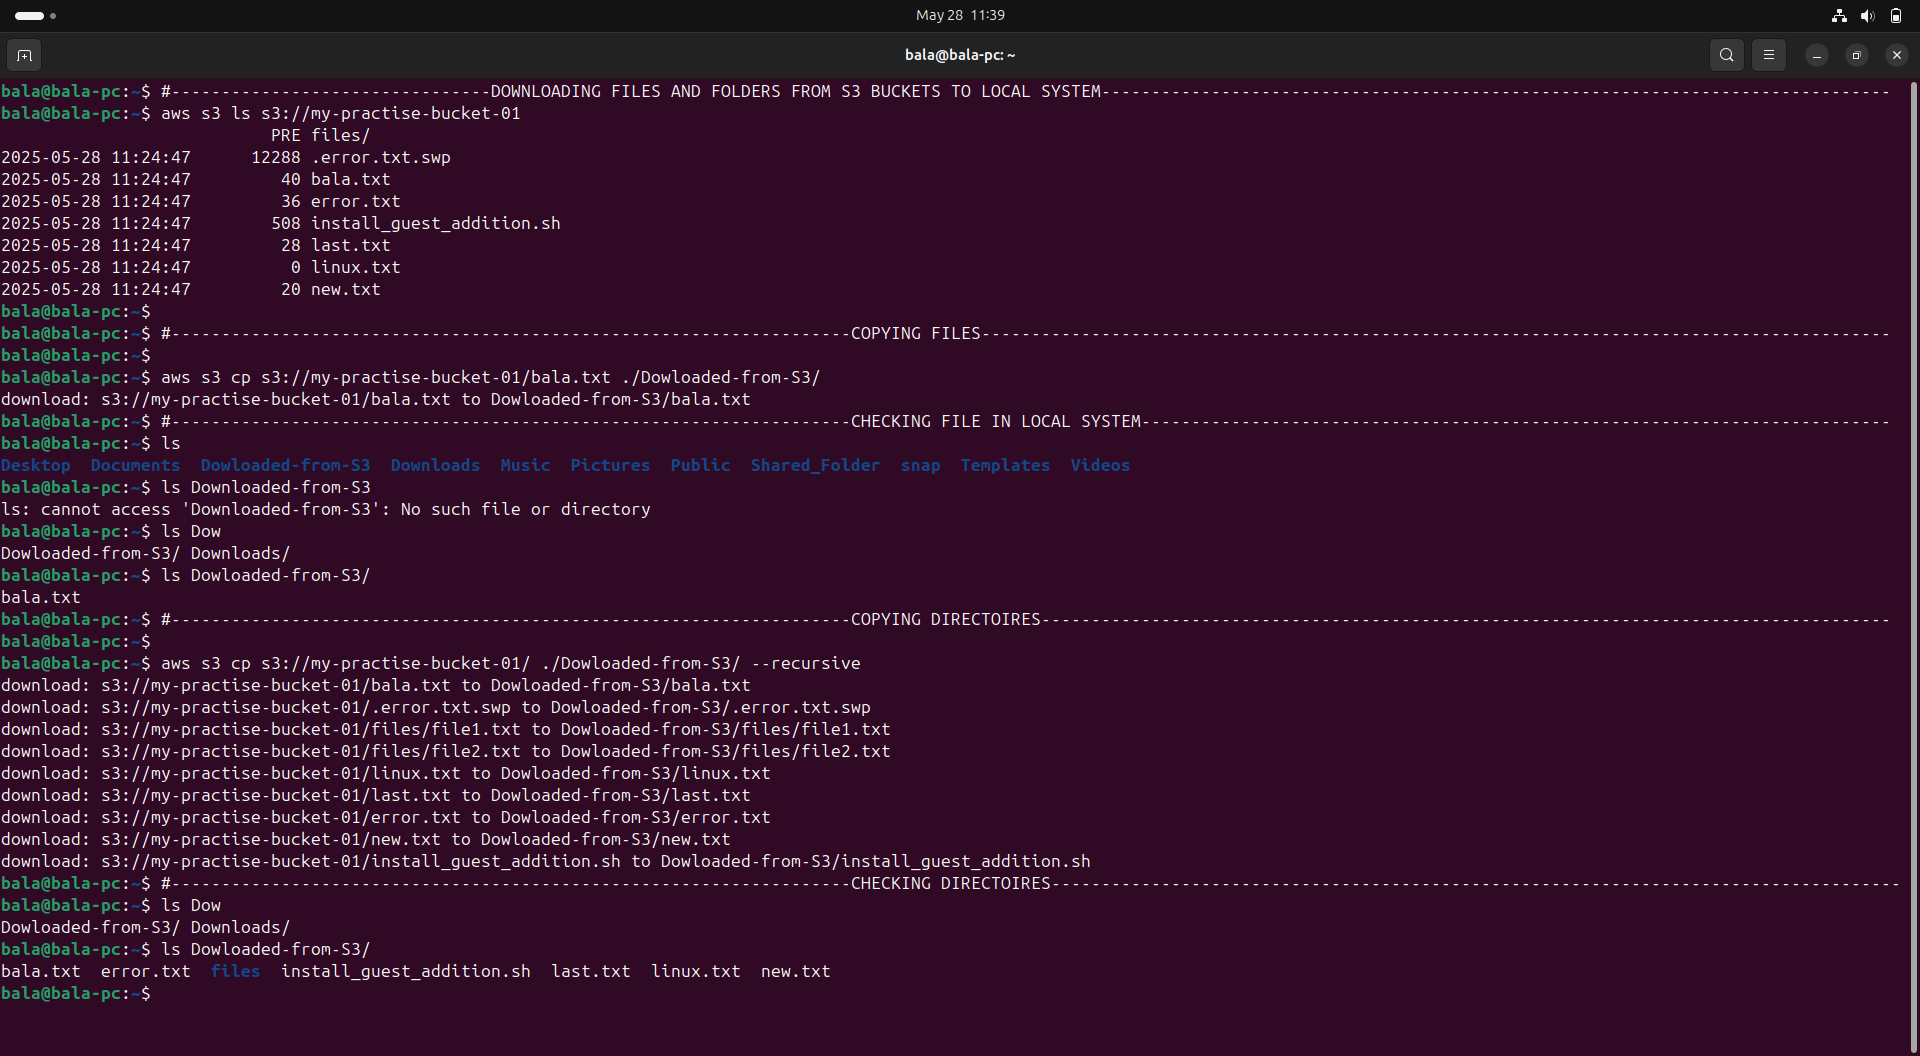 May 28  11:39
bala@bala-pc: ~
bala@bala-pc:~$ #--------------------------------DOWNLOADING FILES AND FOLDERS FROM S3 BUCKETS TO LOCAL SYSTEM-------------------------------------------------------------------------------
bala@bala-pc:~$ aws s3 ls s3://my-practise-bucket-01
                           PRE files/
2025-05-28 11:24:47      12288 .error.txt.swp
2025-05-28 11:24:47         40 bala.txt
2025-05-28 11:24:47         36 error.txt
2025-05-28 11:24:47        508 install_guest_addition.sh
2025-05-28 11:24:47         28 last.txt
2025-05-28 11:24:47          0 linux.txt
2025-05-28 11:24:47         20 new.txt
bala@bala-pc:~$
bala@bala-pc:~$ #--------------------------------------------------------------------COPYING FILES-------------------------------------------------------------------------------------------
bala@bala-pc:~$
bala@bala-pc:~$ aws s3 cp s3://my-practise-bucket-01/bala.txt ./Dowloaded-from-S3/
download: s3://my-practise-bucket-01/bala.txt to Dowloaded-from-S3/bala.txt
bala@bala-pc:~$ #--------------------------------------------------------------------CHECKING FILE IN LOCAL SYSTEM---------------------------------------------------------------------------
bala@bala-pc:~$ ls
Desktop  Documents  Dowloaded-from-S3  Downloads  Music  Pictures  Public  Shared_Folder  snap  Templates  Videos
bala@bala-pc:~$ ls Downloaded-from-S3
ls: cannot access 'Downloaded-from-S3': No such file or directory
bala@bala-pc:~$ ls Dow
Dowloaded-from-S3/ Downloads/
bala@bala-pc:~$ ls Dowloaded-from-S3/
bala.txt
bala@bala-pc:~$ #--------------------------------------------------------------------COPYING DIRECTOIRES-------------------------------------------------------------------------------------
bala@bala-pc:~$
bala@bala-pc:~$ aws s3 cp s3://my-practise-bucket-01/ ./Dowloaded-from-S3/ --recursive
download: s3://my-practise-bucket-01/bala.txt to Dowloaded-from-S3/bala.txt
download: s3://my-practise-bucket-01/.error.txt.swp to Dowloaded-from-S3/.error.txt.swp
download: s3://my-practise-bucket-01/files/file1.txt to Dowloaded-from-S3/files/file1.txt
download: s3://my-practise-bucket-01/files/file2.txt to Dowloaded-from-S3/files/file2.txt
download: s3://my-practise-bucket-01/linux.txt to Dowloaded-from-S3/linux.txt
download: s3://my-practise-bucket-01/last.txt to Dowloaded-from-S3/last.txt
download: s3://my-practise-bucket-01/error.txt to Dowloaded-from-S3/error.txt
download: s3://my-practise-bucket-01/new.txt to Dowloaded-from-S3/new.txt
download: s3://my-practise-bucket-01/install_guest_addition.sh to Dowloaded-from-S3/install_guest_addition.sh
bala@bala-pc:~$ #--------------------------------------------------------------------CHECKING DIRECTOIRES-------------------------------------------------------------------------------------
bala@bala-pc:~$ ls Dow
Dowloaded-from-S3/ Downloads/
bala@bala-pc:~$ ls Dowloaded-from-S3/
bala.txt  error.txt  files  install_guest_addition.sh  last.txt  linux.txt  new.txt
bala@bala-pc:~$